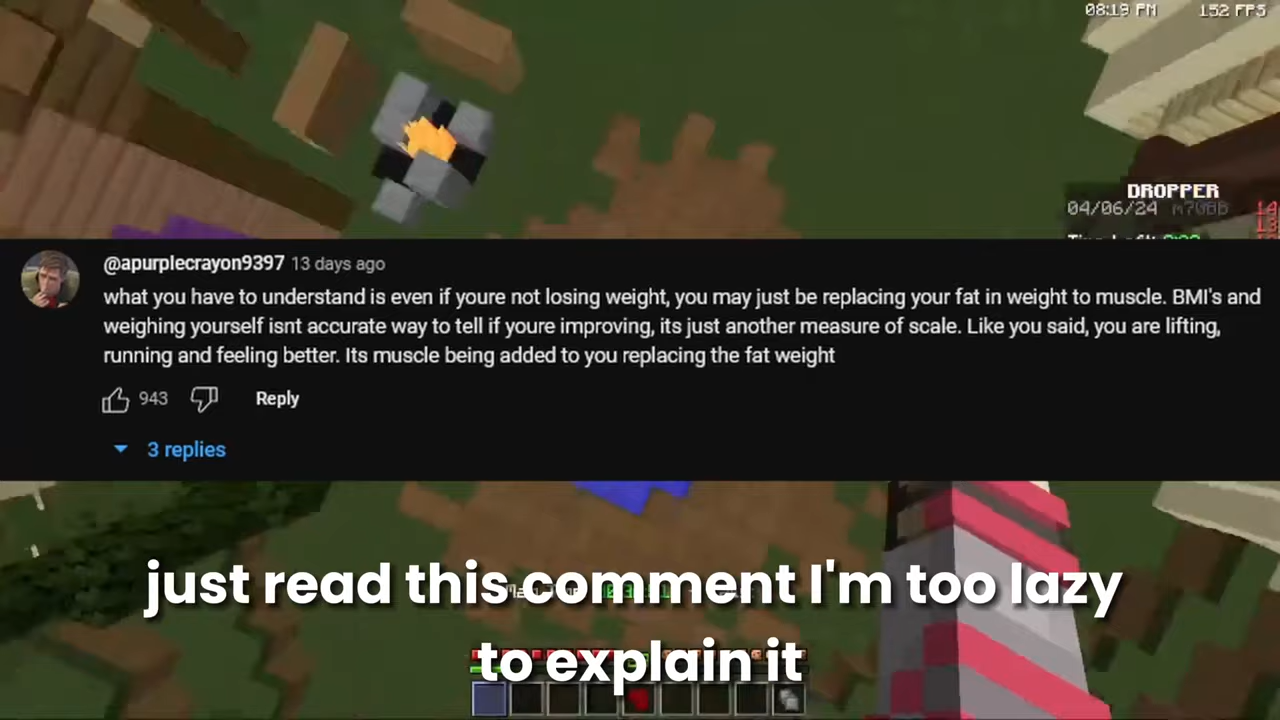 08:19 PM 152 FPS
DROPPER
04/06/24
@apurplecrayon9397 13 days ago
what you have to understand is even if youre not losing weight, you may just be replacing your fat in weight to muscle. BMI's and
weighing yourself isnt accurate way to tell if youre improving, its just another measure of scale. Like you said, you are lifting,
running and feeling better. Its muscle being added to you replacing the fat weight
943 Reply
3 replies
just read this comment I'm too lazy
to explain it